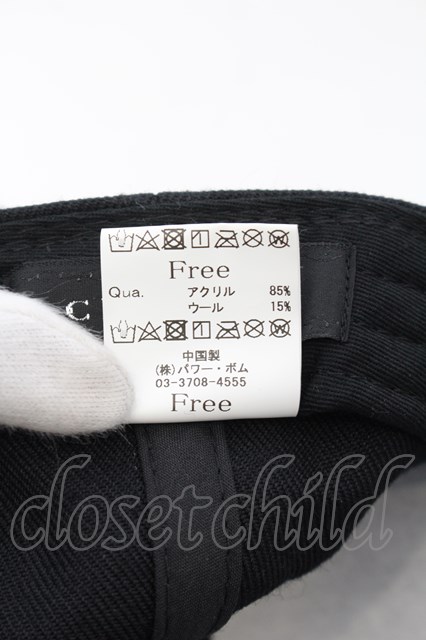 Free
Qua. アクリル 85%
ウール 15%
中国製
(株)パワー・ボム
03-3708-4555
Free
C
closetchild